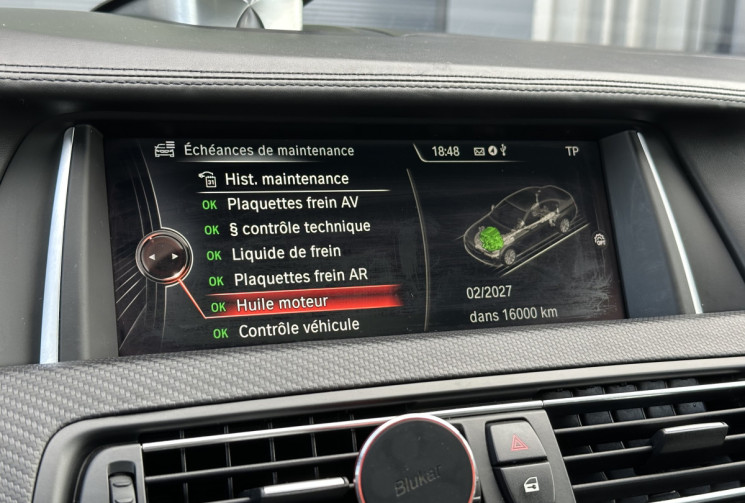 Échéances de maintenance 18:48 TP
31 Hist. maintenance
OK Plaquettes frein AV
OK § contrôle technique
OK Liquide de frein
OK Plaquettes frein AR
OK Huile moteur
OK Contrôle véhicule
02/2027
dans 16000 km
Bluker